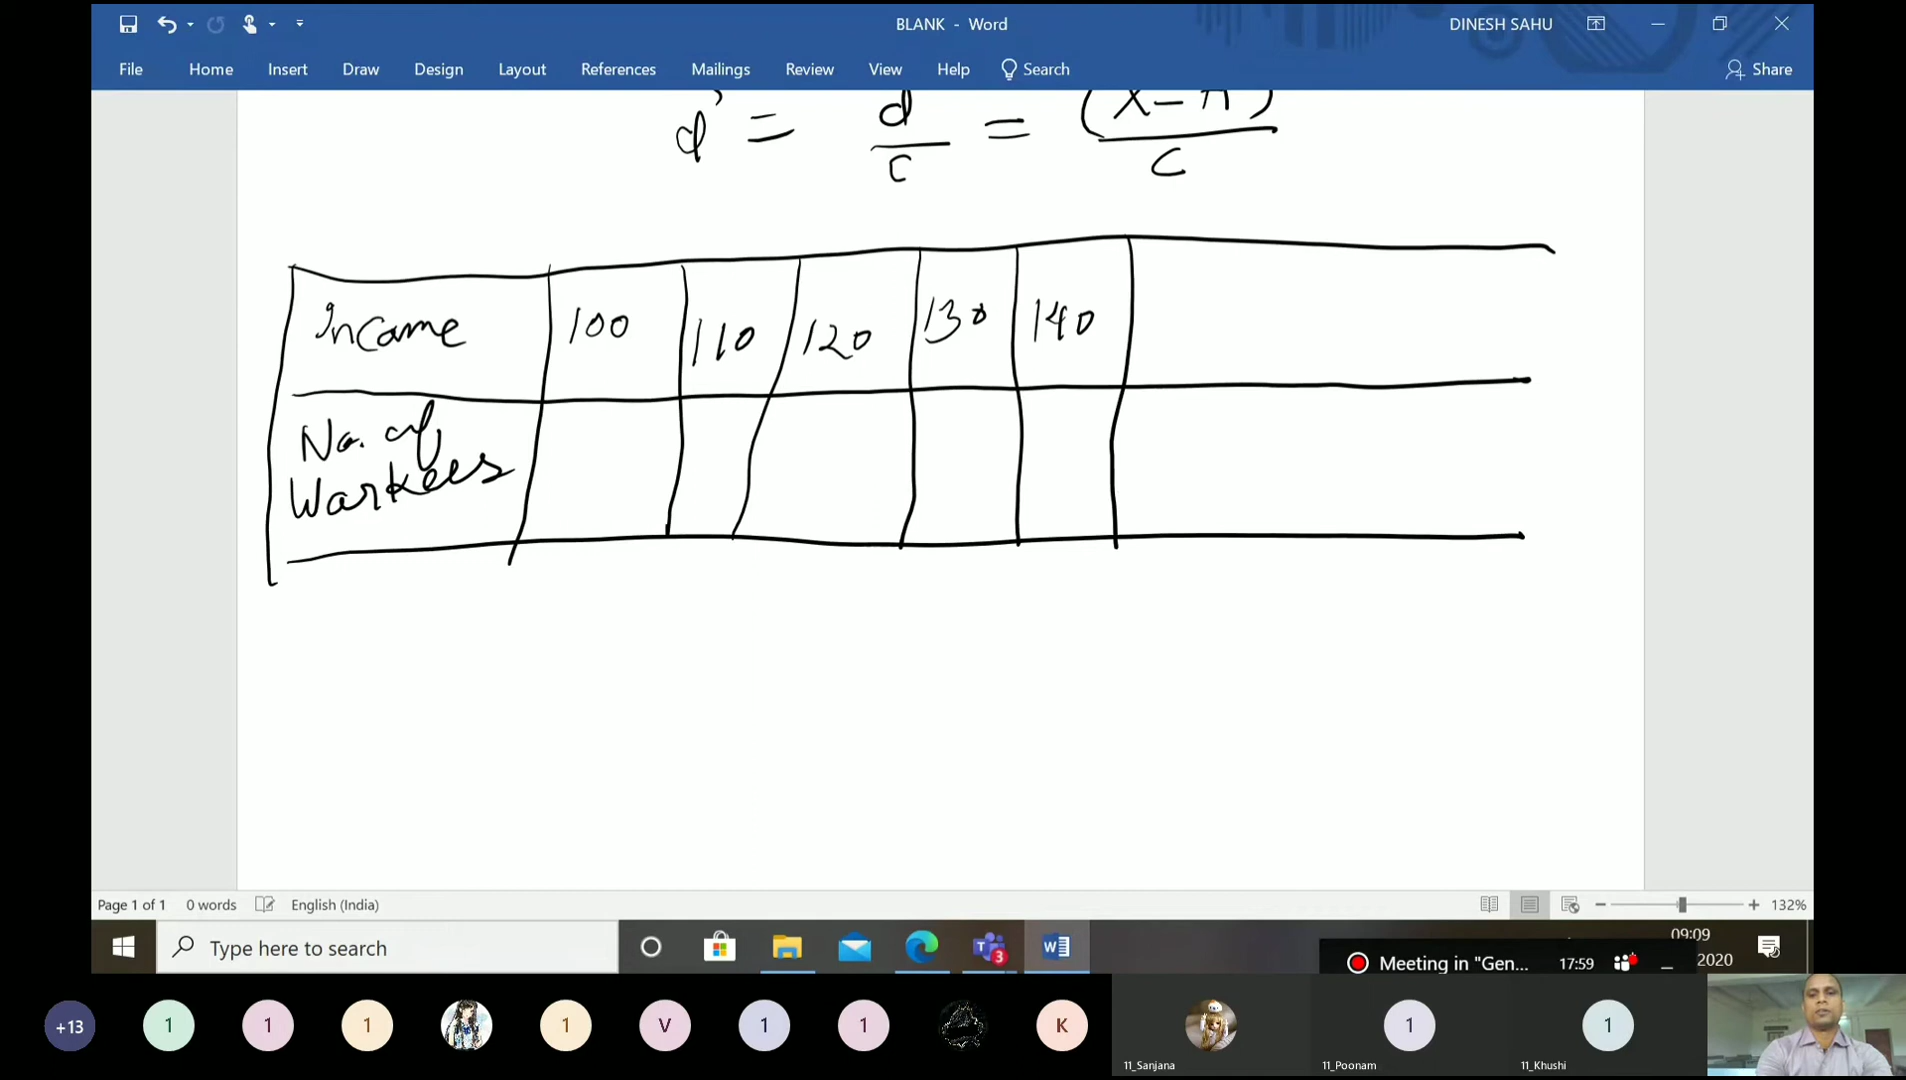 BLANK - Word
DINESH SAHU
File Home Insert Draw Design Layout References Mailings Review View Help Search Share
d' = d/c = (X-A)/c
Income 100 110 120 130 140
No. of
Workers
Page 1 of 1 0 words English (India) 132%
Type here to search
3
09:09
2020
Meeting in "Gen... 17:59
+13 1 1 1 1 V 1 1 K 1 1
11_Sanjana 11_Poonam 11_Khushi